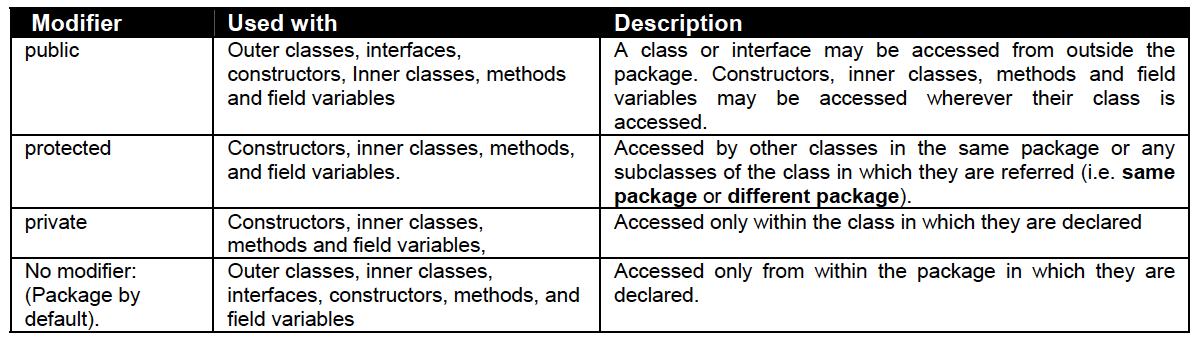 Modifier Used with Description
public
Outer classes, interfaces,
constructors, Inner classes, methods
and field variables
A class or interface may be accessed from outside the
package. Constructors, inner classes, methods and field
variables may be accessed wherever their class is
accessed.
protected
Constructors, inner classes, methods,
and field variables.
Accessed by other classes in the same package or any
subclasses of the class in which they are referred (i.e. same
package or different package).
private
Constructors, inner classes,
methods and field variables,
Accessed only within the class in which they are declared
No modifier:
(Package by
default).
Outer classes, inner classes,
interfaces, constructors, methods, and
field variables
Accessed only from within the package in which they are
declared.